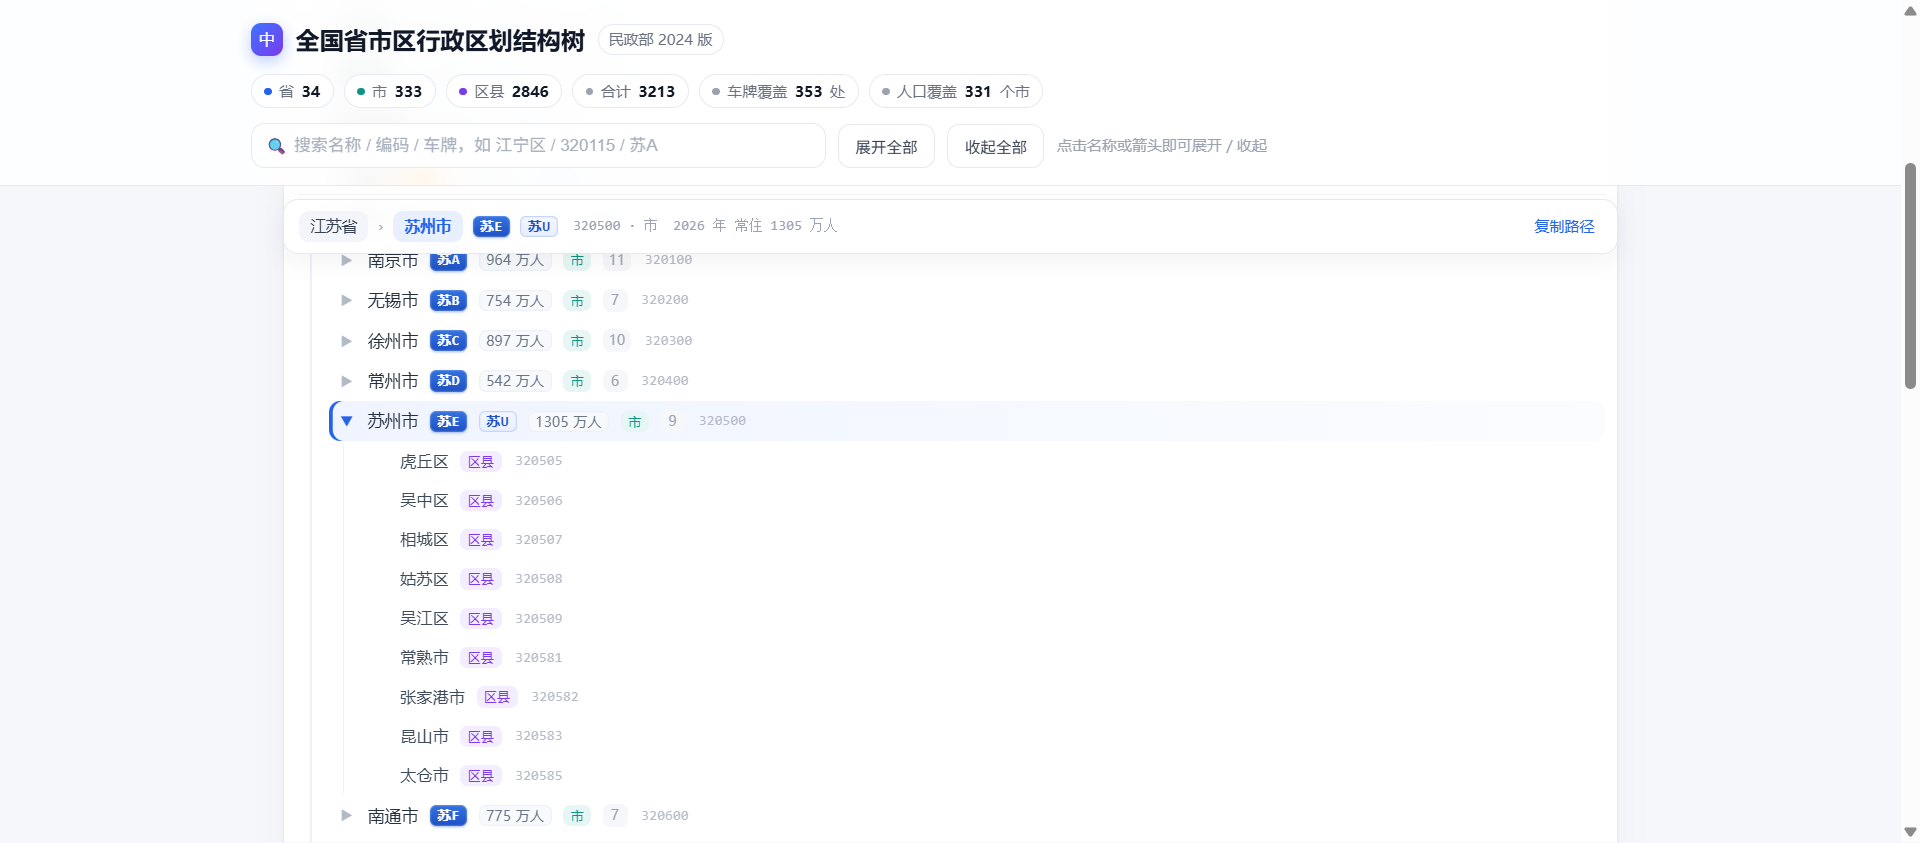 中 全国省市区行政区划结构树 民政部 2024 版
省 34 市 333 区县 2846 合计 3213 车牌覆盖 353 处 人口覆盖 331 个市
搜索名称 / 编码 / 车牌，如 江宁区 / 320115 / 苏A 展开全部 收起全部 点击名称或箭头即可展开 / 收起
江苏省 › 苏州市 苏E 苏U 320500 · 市 2026 年 常住 1305 万人 复制路径
南京市 苏A 964 万人 市 11 320100
无锡市 苏B 754 万人 市 7 320200
徐州市 苏C 897 万人 市 10 320300
常州市 苏D 542 万人 市 6 320400
苏州市 苏E 苏U 1305 万人 市 9 320500
虎丘区 区县 320505
吴中区 区县 320506
相城区 区县 320507
姑苏区 区县 320508
吴江区 区县 320509
常熟市 区县 320581
张家港市 区县 320582
昆山市 区县 320583
太仓市 区县 320585
南通市 苏F 775 万人 市 7 320600